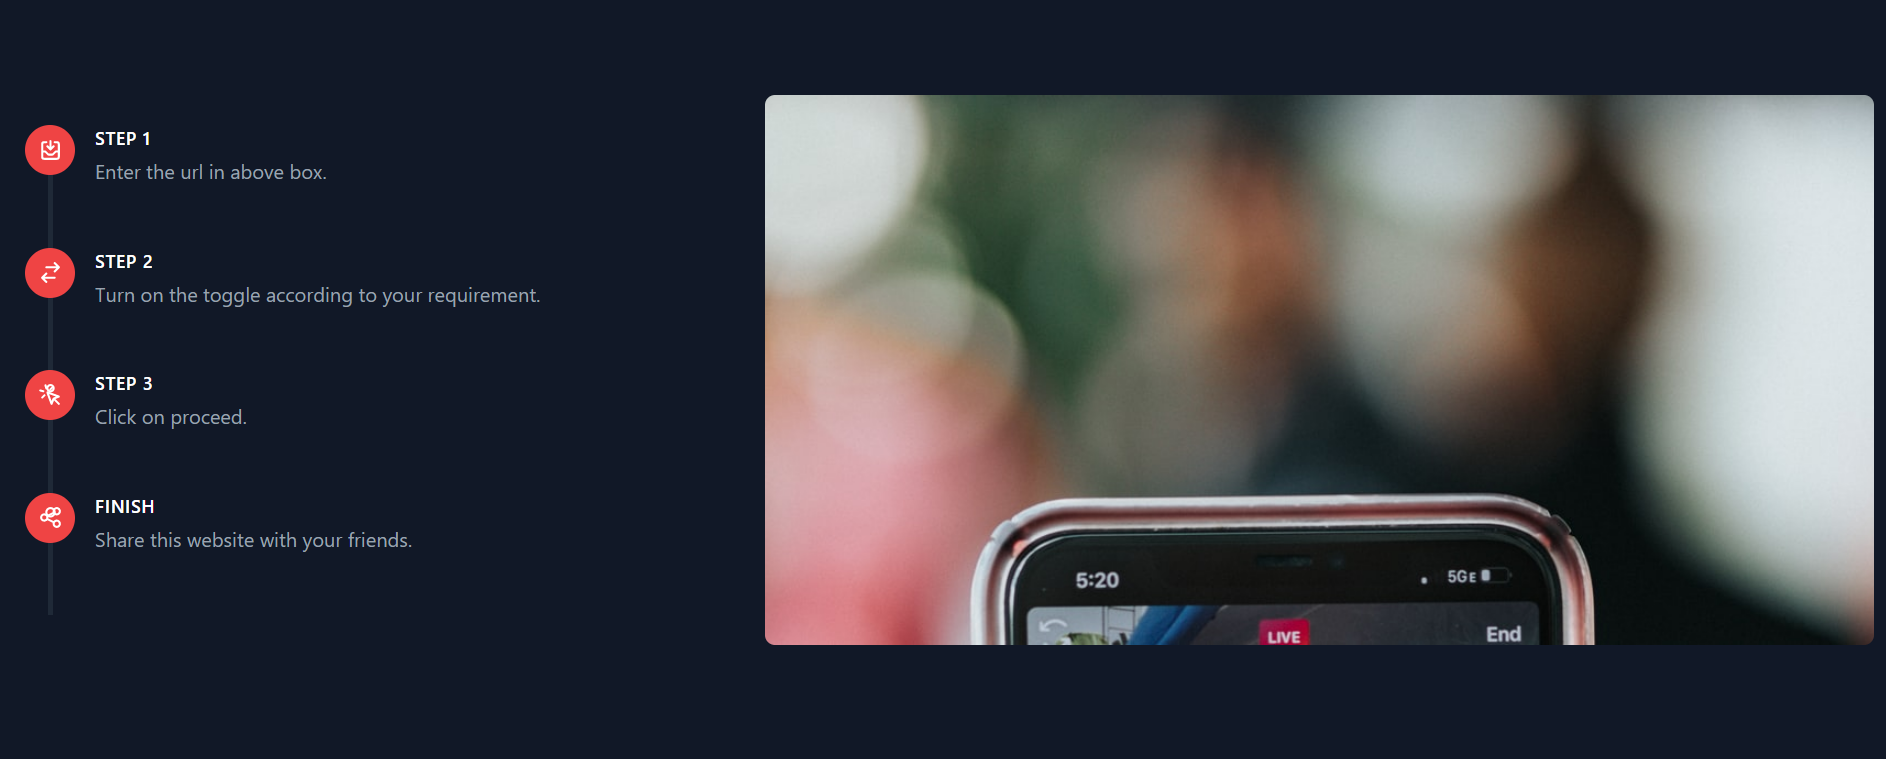 STEP 1
Enter the url in above box.
STEP 2
Turn on the toggle according to your requirement.
STEP 3
Click on proceed.
FINISH
Share this website with your friends.
5:20
5GE
LIVE
End